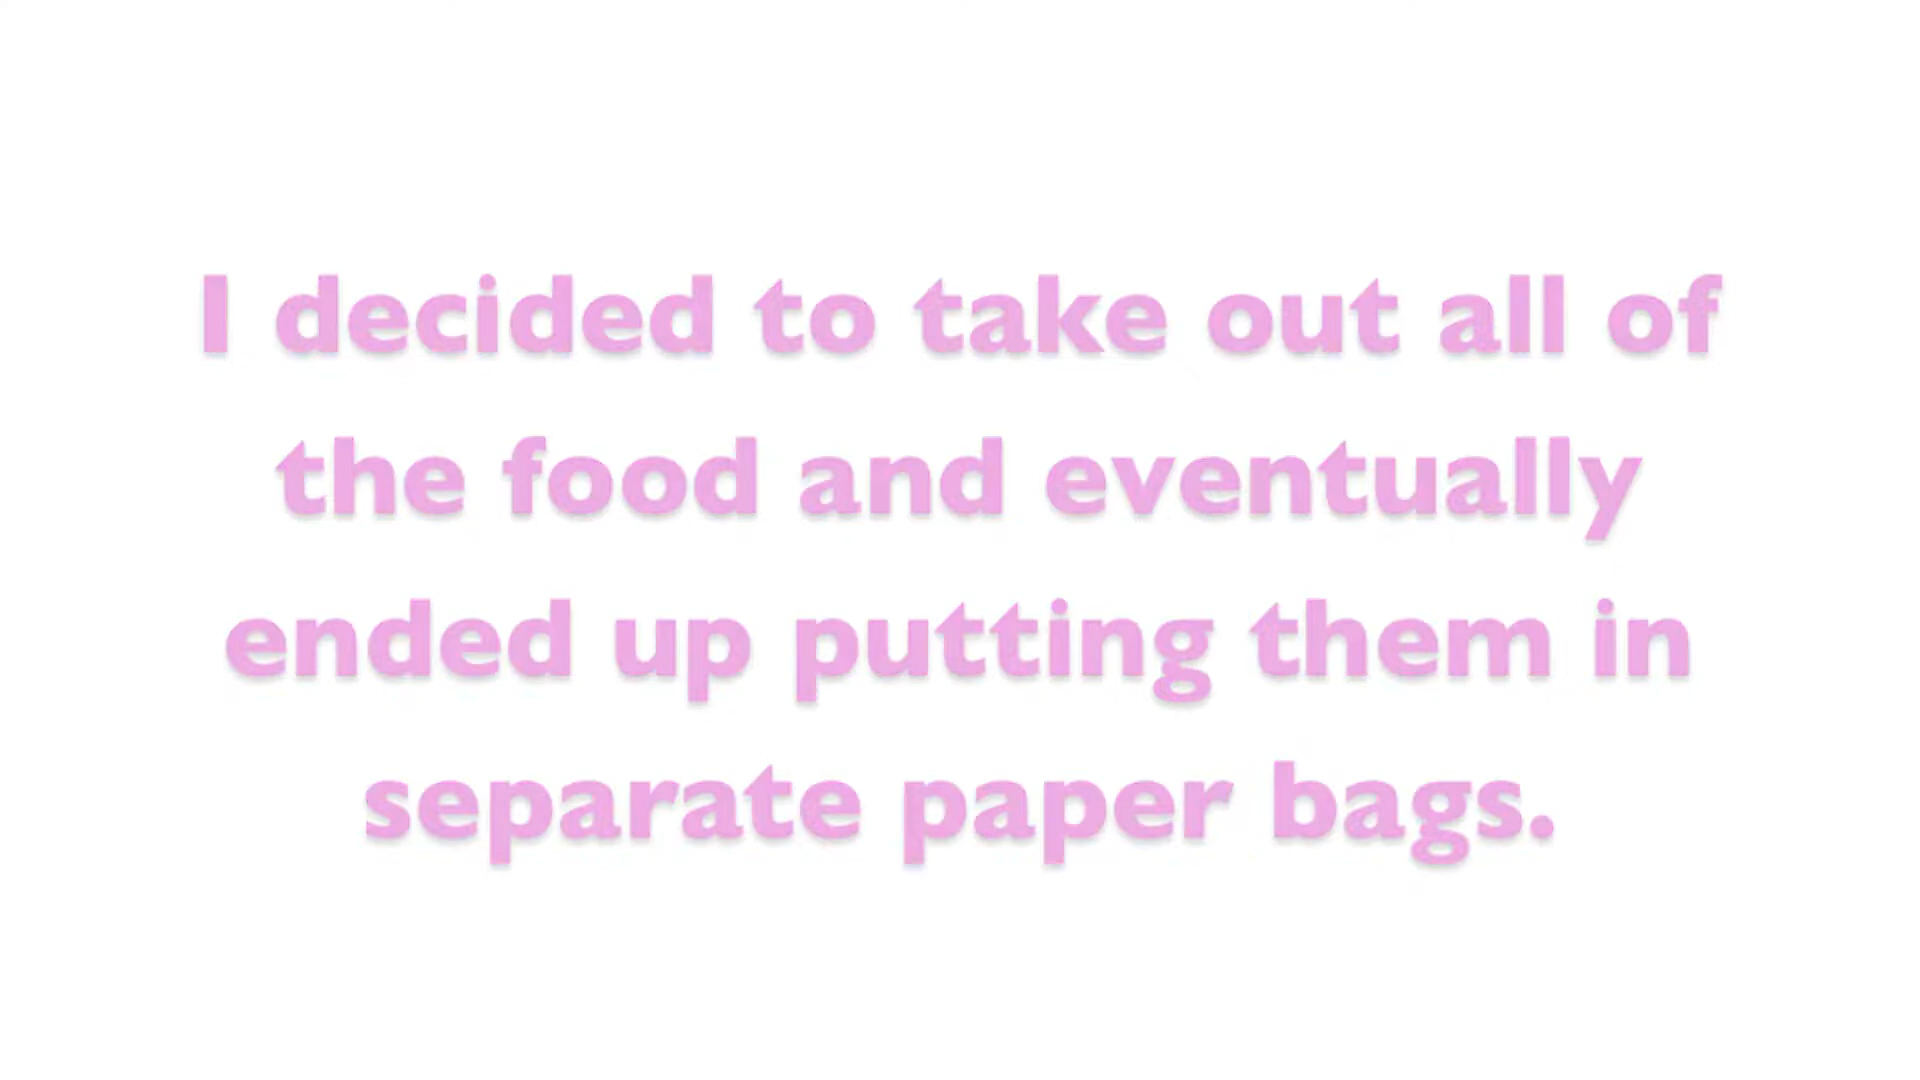 I decided to take out all of
the food and eventually
ended up putting them in
separate paper bags.